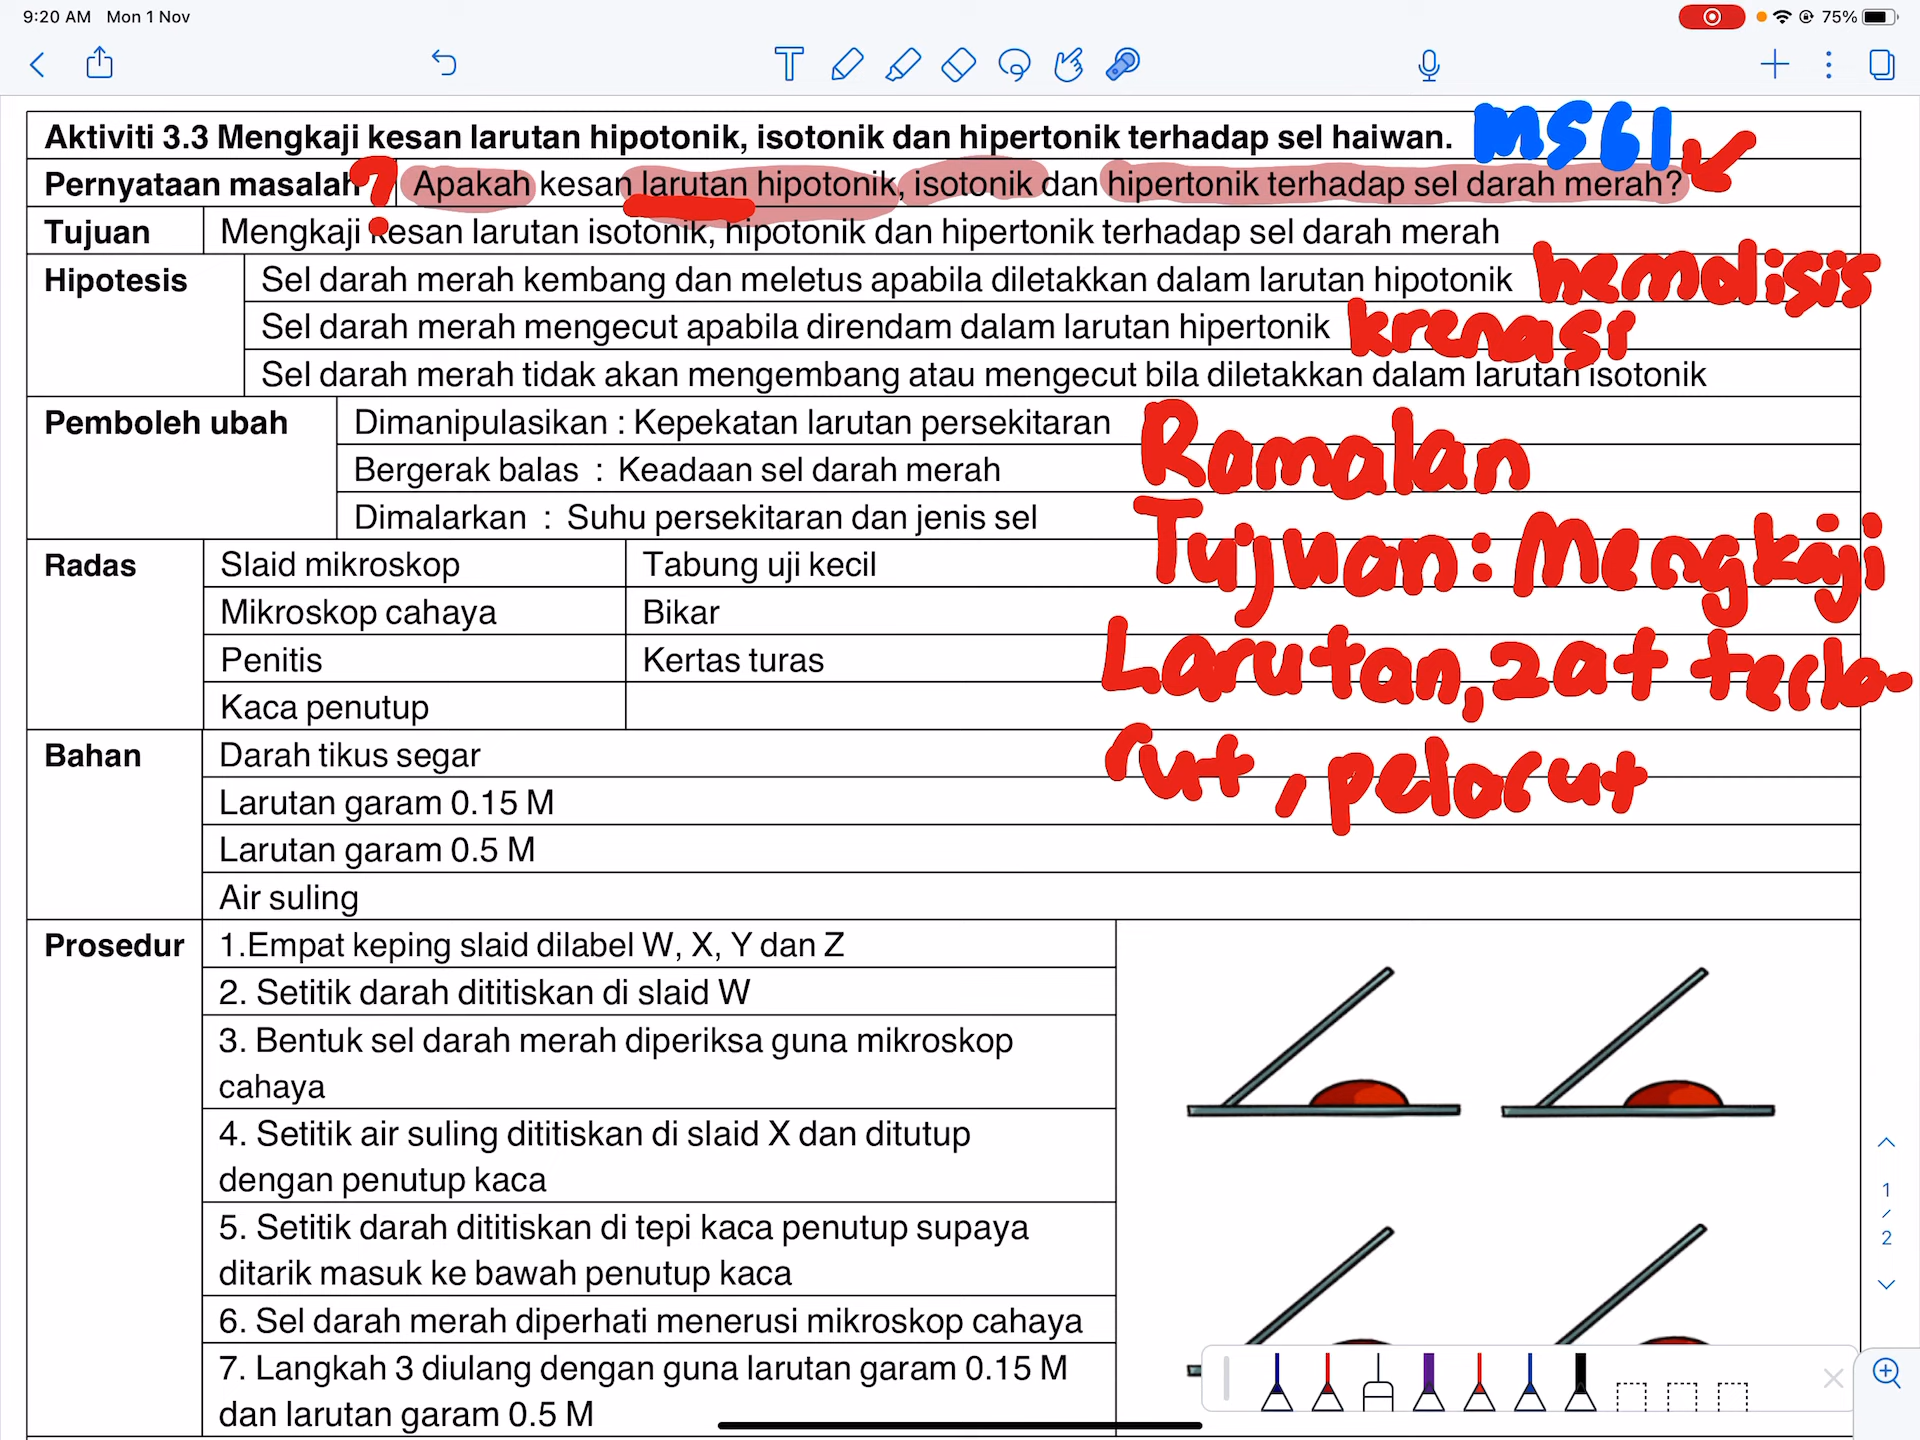 9:20 AM Mon 1 Nov
75%
Aktiviti 3.3 Mengkaji kesan larutan hipotonik, isotonik dan hipertonik terhadap sel haiwan. MS61
Pernyataan masalah ? Apakah kesan larutan hipotonik, isotonik dan hipertonik terhadap sel darah merah?
Tujuan Mengkaji kesan larutan isotonik, hipotonik dan hipertonik terhadap sel darah merah
Hipotesis Sel darah merah kembang dan meletus apabila diletakkan dalam larutan hipotonik hemolisis
Sel darah merah mengecut apabila direndam dalam larutan hipertonik krenasi
Sel darah merah tidak akan mengembang atau mengecut bila diletakkan dalam larutan isotonik
Pemboleh ubah Dimanipulasikan : Kepekatan larutan persekitaran
Bergerak balas : Keadaan sel darah merah
Dimalarkan : Suhu persekitaran dan jenis sel
Ramalan
Tujuan: Mengkaji
Larutan, zat terla-
rut, pelarut
Radas Slaid mikroskop Tabung uji kecil
Mikroskop cahaya Bikar
Penitis Kertas turas
Kaca penutup
Bahan Darah tikus segar
Larutan garam 0.15 M
Larutan garam 0.5 M
Air suling
Prosedur 1.Empat keping slaid dilabel W, X, Y dan Z
2. Setitik darah dititiskan di slaid W
3. Bentuk sel darah merah diperiksa guna mikroskop
cahaya
4. Setitik air suling dititiskan di slaid X dan ditutup
dengan penutup kaca
5. Setitik darah dititiskan di tepi kaca penutup supaya
ditarik masuk ke bawah penutup kaca
6. Sel darah merah diperhati menerusi mikroskop cahaya
7. Langkah 3 diulang dengan guna larutan garam 0.15 M
dan larutan garam 0.5 M
1
/
2